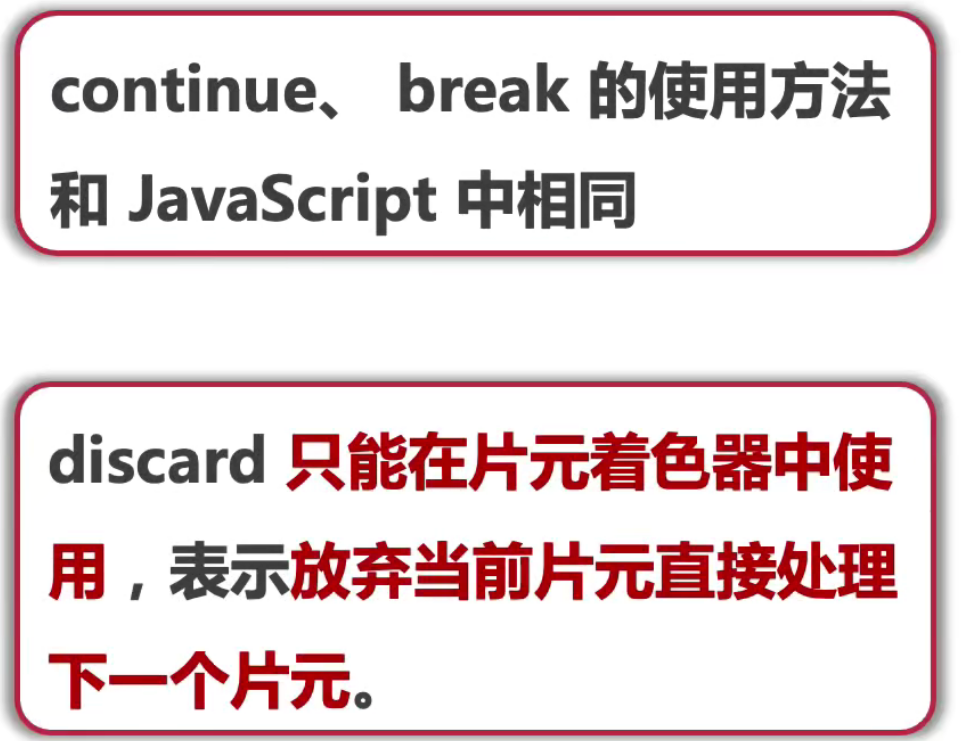 continue、 break 的使用方法
和 JavaScript 中相同
discard 只能在片元着色器中使
用，表示放弃当前片元直接处理
下一个片元。